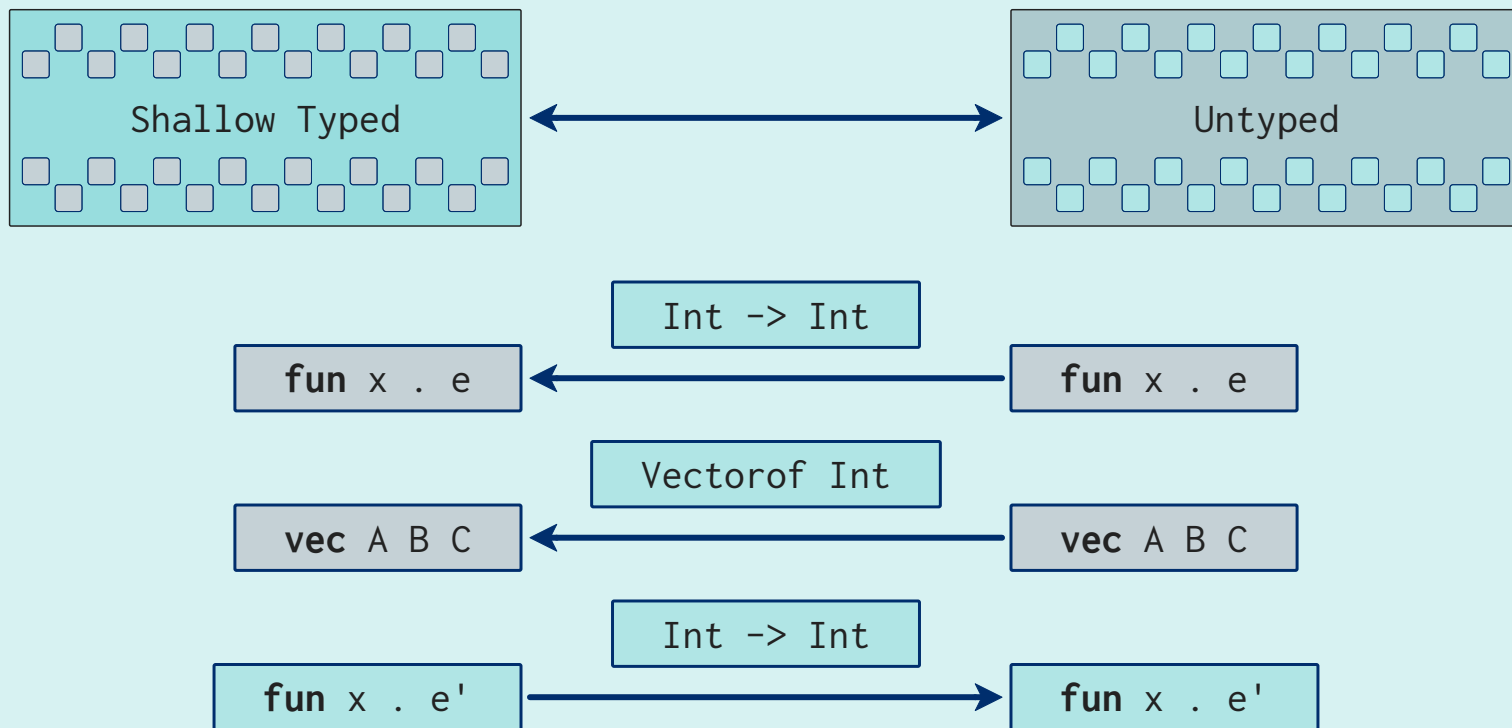 Shallow Typed Untyped
Int -> Int
fun x . e fun x . e
Vectorof Int
vec A B C vec A B C
Int -> Int
fun x . e' fun x . e'